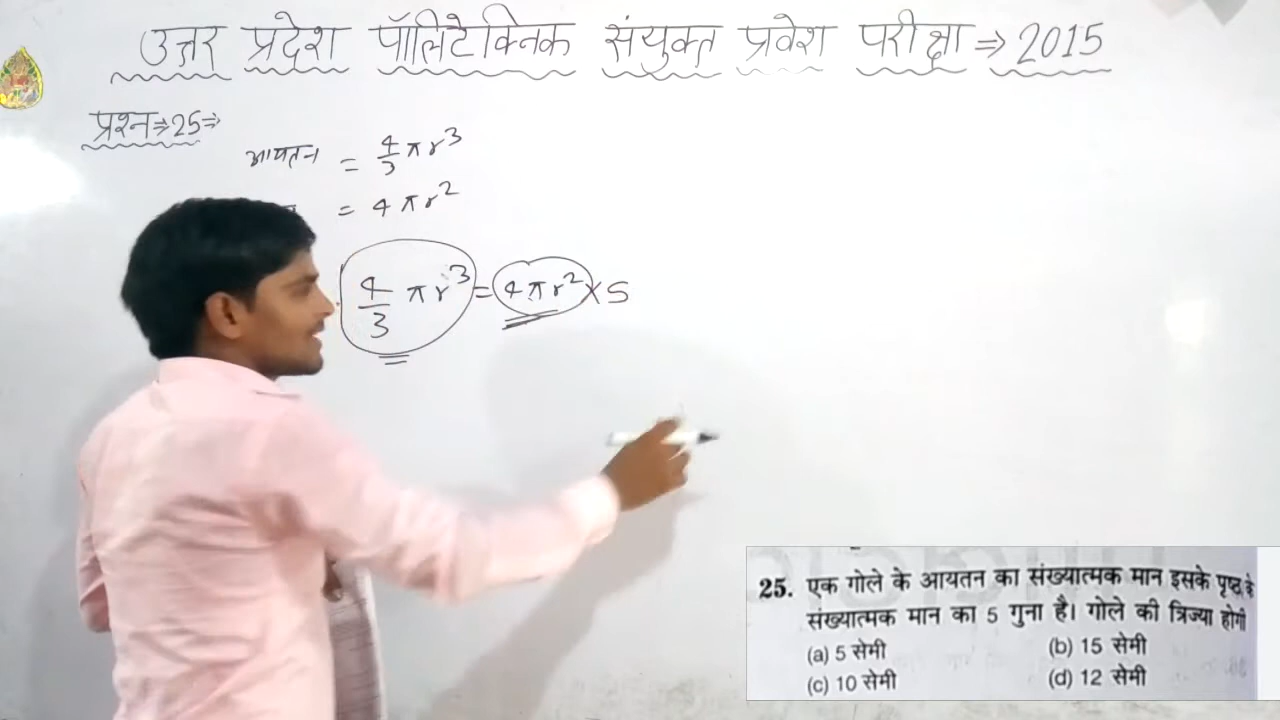 उत्तर प्रदेश पॉलिटैक्निक संयुक्त प्रवेश परीक्षा ⇒ 2015
प्रश्न⇒25⇒
आयतन = 4/3 πr³
= 4πr²
4/3 πr³ = 4πr² × 5
25. एक गोले के आयतन का संख्यात्मक मान इसके पृष्ठ के
संख्यात्मक मान का 5 गुना है। गोले की त्रिज्या होगी
(a) 5 सेमी (b) 15 सेमी
(c) 10 सेमी (d) 12 सेमी